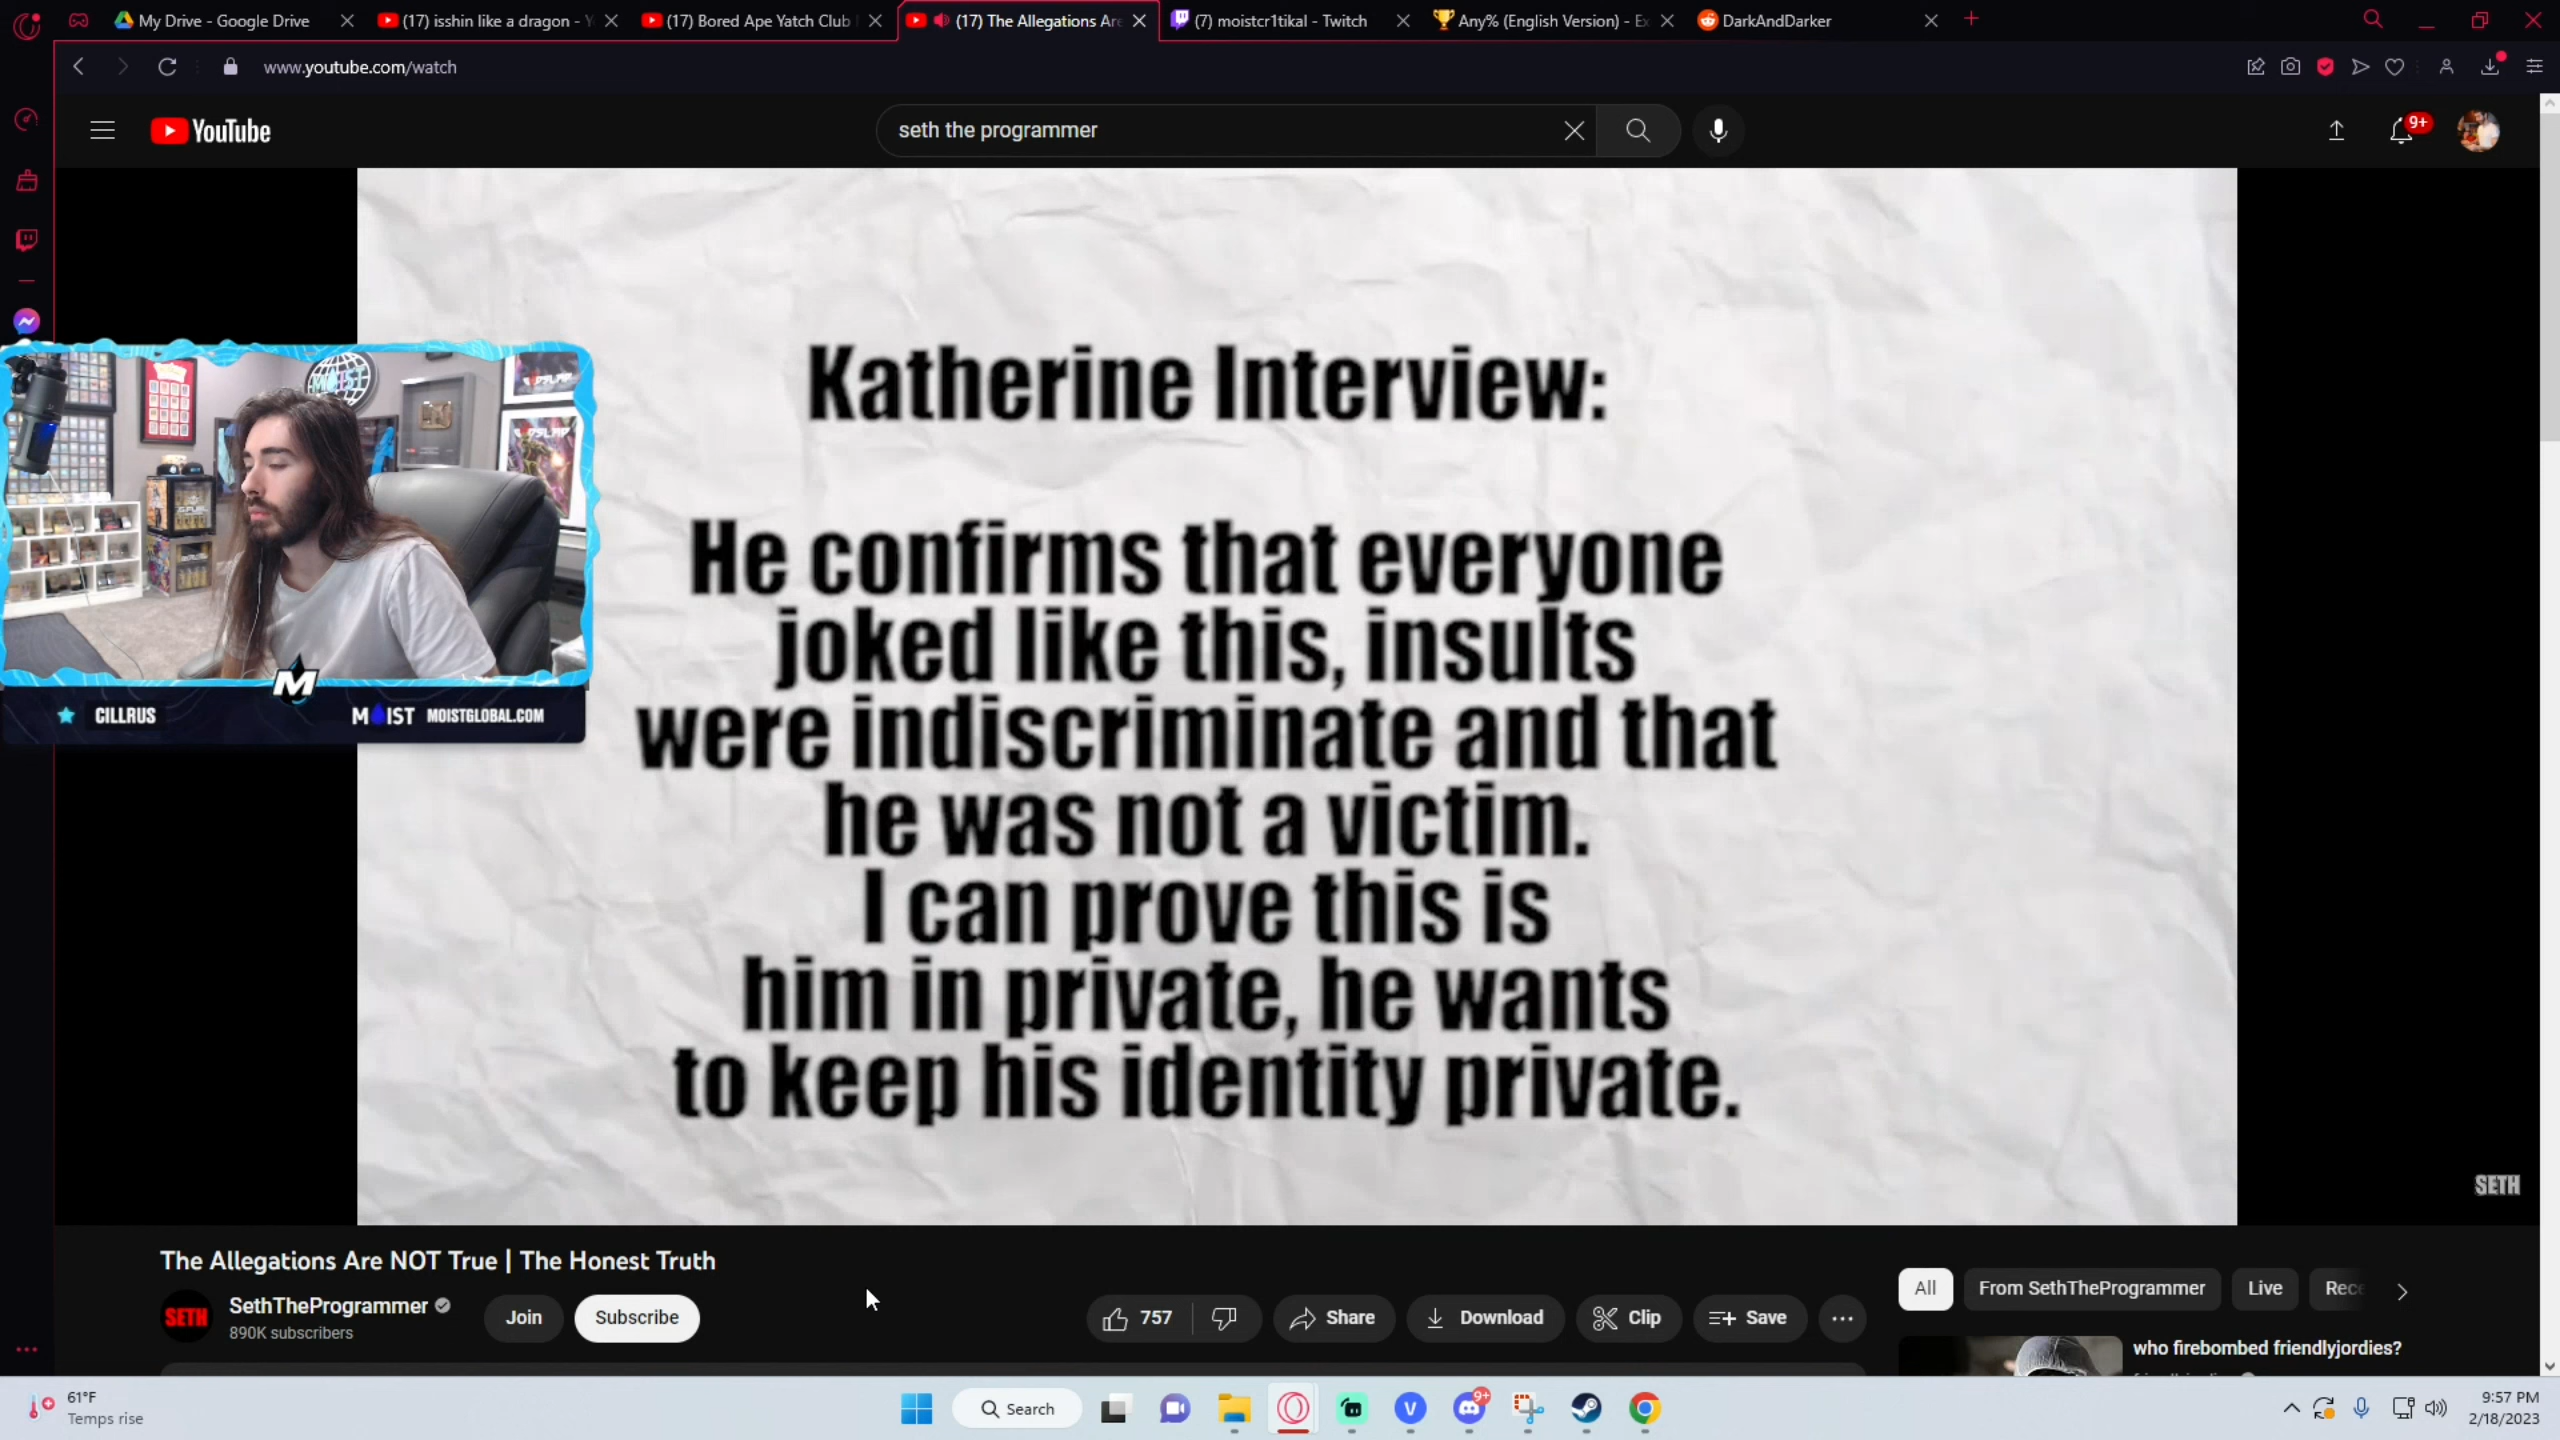 My Drive - Google Drive
(17) isshin like a dragon - Y
(17) Bored Ape Yatch Club
(17) The Allegations Are
(7) moistcr1tikal - Twitch
Any% (English Version) - Ex
DarkAndDarker
www.youtube.com/watch
YouTube
seth the programmer
9+
Katherine Interview:
He confirms that everyone
joked like this, insults
were indiscriminate and that
he was not a victim.
I can prove this is
him in private, he wants
to keep his identity private.
MOIST
M
CILLRUS
MOIST MOISTGLOBAL.COM
SETH
The Allegations Are NOT True | The Honest Truth
SETH
SethTheProgrammer
890K subscribers
Join
Subscribe
757
Share
Download
Clip
Save
All
From SethTheProgrammer
Live
Rece
who firebombed friendlyjordies?
61°F
Temps rise
Search
9+
9:57 PM
2/18/2023